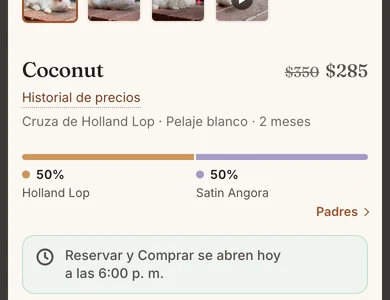 Coconut
$350 $285
Historial de precios
Cruza de Holland Lop · Pelaje blanco · 2 meses
50% 50%
Holland Lop Satin Angora
Padres
Reservar y Comprar se abren hoy
a las 6:00 p. m.